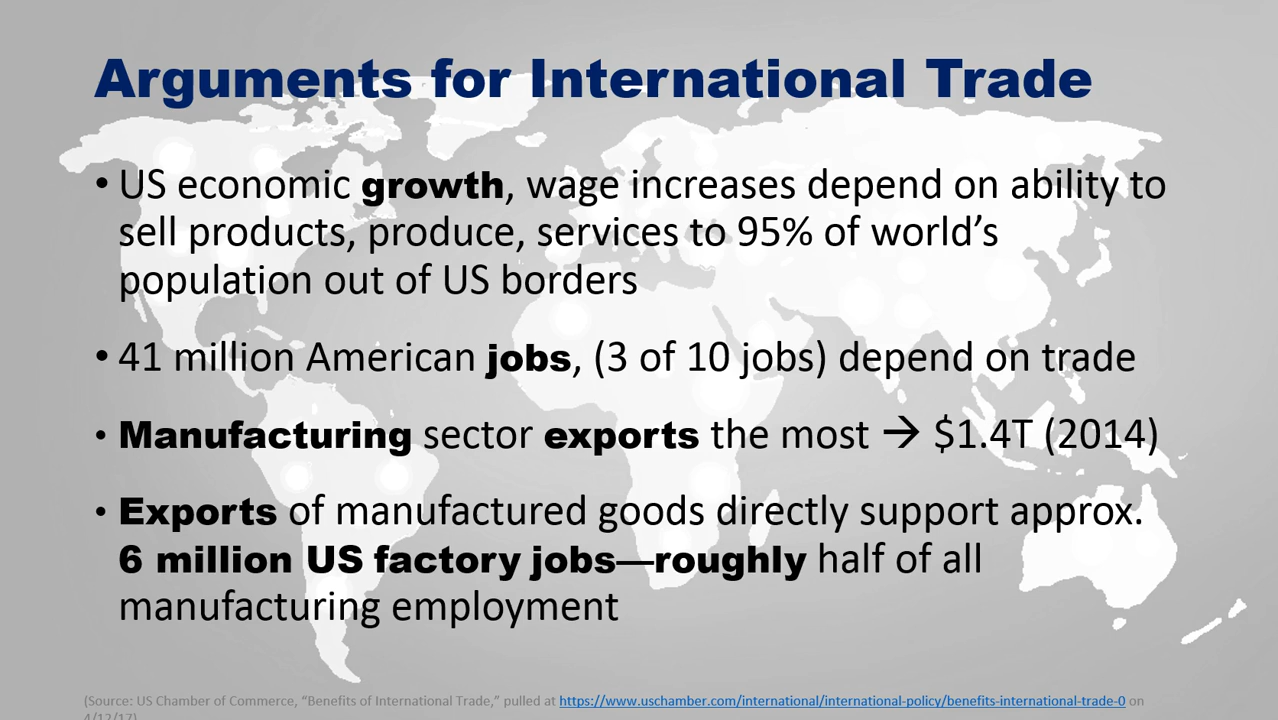 Arguments for International Trade
• US economic growth, wage increases depend on ability to
sell products, produce, services to 95% of world’s
population out of US borders
• 41 million American jobs, (3 of 10 jobs) depend on trade
• Manufacturing sector exports the most → $1.4T (2014)
• Exports of manufactured goods directly support approx.
6 million US factory jobs—roughly half of all
manufacturing employment
(Source: US Chamber of Commerce, “Benefits of International Trade,” pulled at https://www.uschamber.com/international/international-policy/benefits-international-trade-0 on
4/12/17)